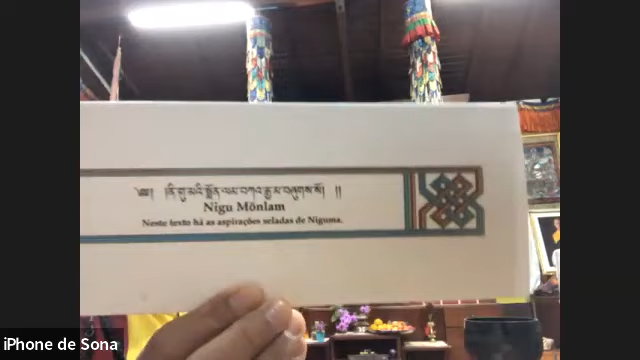 ༄༅། །ནི་གུ་མའི་སྨོན་ལམ་བཀའ་རྒྱ་མ་བཞུགས་སོ། །།
Nigu Mönlam
Neste texto há as aspirações seladas de Niguma.
iPhone de Sona